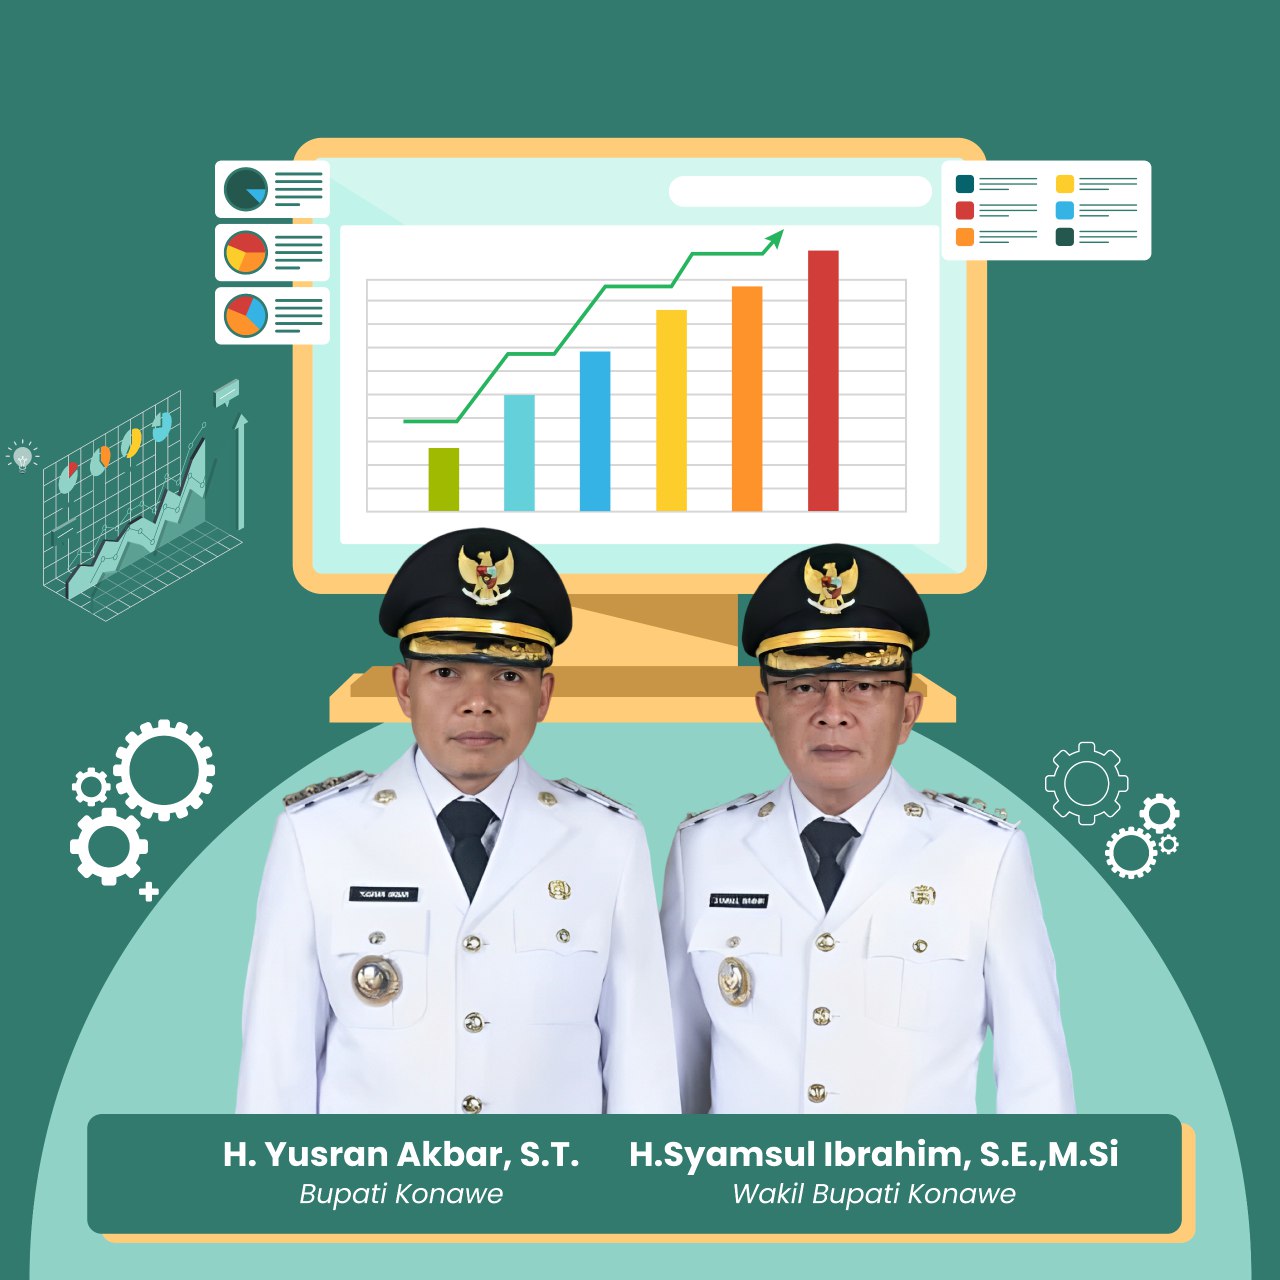 H. Yusran Akbar, S.T.
Bupati Konawe
H.Syamsul Ibrahim, S.E.,M.Si
Wakil Bupati Konawe